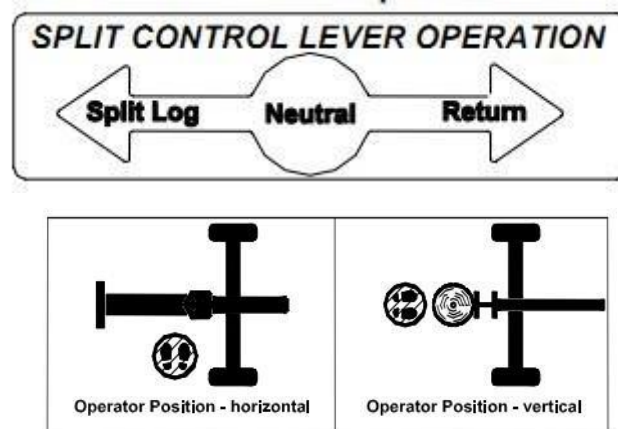 SPLIT CONTROL LEVER OPERATION
Split Log Neutral Return
Operator Position - horizontal Operator Position - vertical